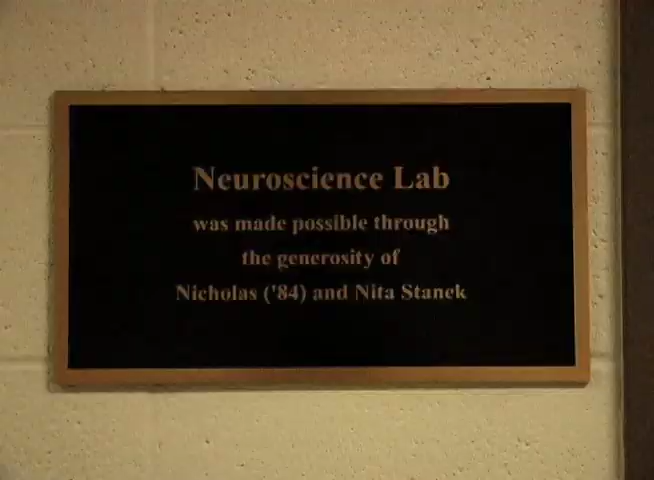 Neuroscience Lab
was made possible through
the generosity of
Nicholas ('84) and Nita Stanek